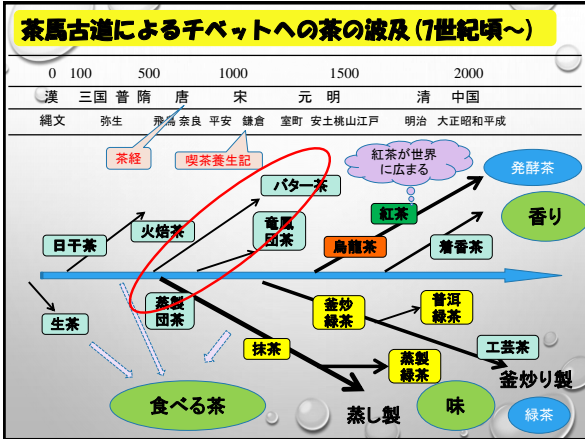 茶馬古道によるチベットへの茶の波及(7世紀頃～)
0 100 500 1000 1500 2000
漢 三国 普 隋 唐 宋 元 明 清 中国
縄文 弥生 飛鳥 奈良 平安 鎌倉 室町 安土桃山江戸 明治 大正昭和平成
茶経
喫茶養生記
紅茶が世界
に広まる
発酵茶
バター茶
紅茶
香り
火焙茶
竜鳳
団茶
日干茶
烏龍茶
着香茶
生茶
蒸製
団茶
釜炒
緑茶
普洱
緑茶
抹茶
蒸製
緑茶
工芸茶
釜炒り製
食べる茶
蒸し製
味
緑茶